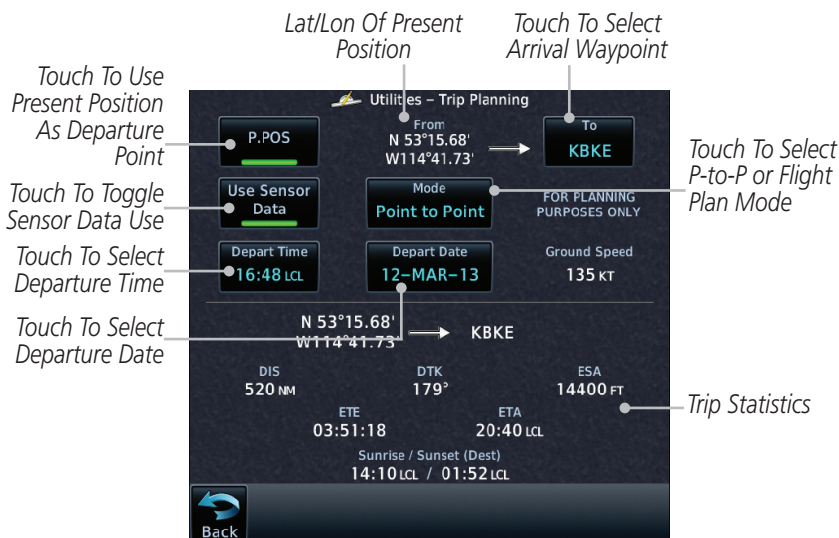 Lat/Lon Of Present
Position
Touch To Select
Arrival Waypoint
Touch To Use
Present Position
As Departure
Point
Utilities – Trip Planning
P.POS
From
N 53°15.68'
W114°41.73'
To
KBKE
Touch To Select
P-to-P or Flight
Plan Mode
Touch To Toggle
Sensor Data Use
Use Sensor
Data
Mode
Point to Point
FOR PLANNING
PURPOSES ONLY
Touch To Select
Departure Time
Depart Time
16:48 LCL
Depart Date
12–MAR–13
Ground Speed
135 KT
Touch To Select
Departure Date
N 53°15.68'
W114°41.73'
KBKE
DIS
520 NM
DTK
179°
ESA
14400 FT
Trip Statistics
ETE
03:51:18
ETA
20:40 LCL
Sunrise / Sunset (Dest)
14:10 LCL / 01:52 LCL
Back